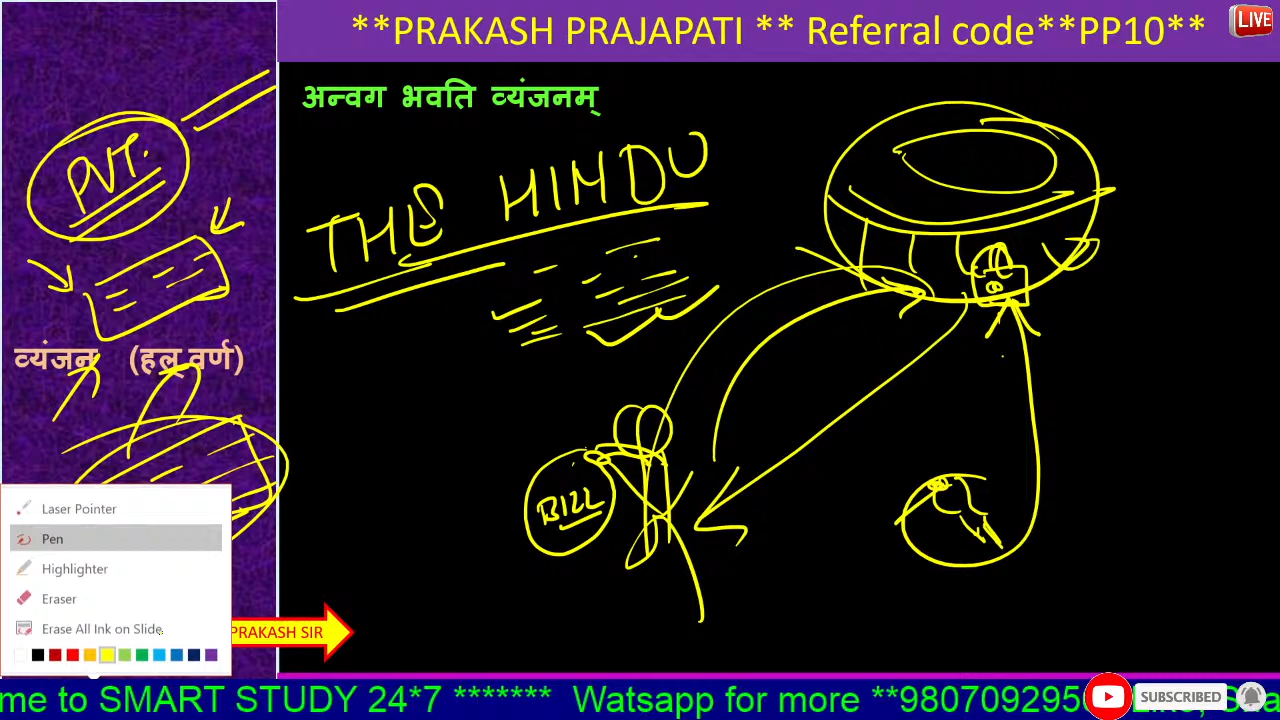 **PRAKASH PRAJAPATI ** Referral code**PP10**
LIVE
अन्वग भवति व्यंजनम्
PVT.
THE HINDU
व्यंजन (हल् वर्ण)
BILL
Laser Pointer
Pen
Highlighter
Eraser
Erase All Ink on Slide
PRAKASH SIR
me to SMART STUDY 24*7 ******* Watsapp for more **980709295
SUBSCRIBED